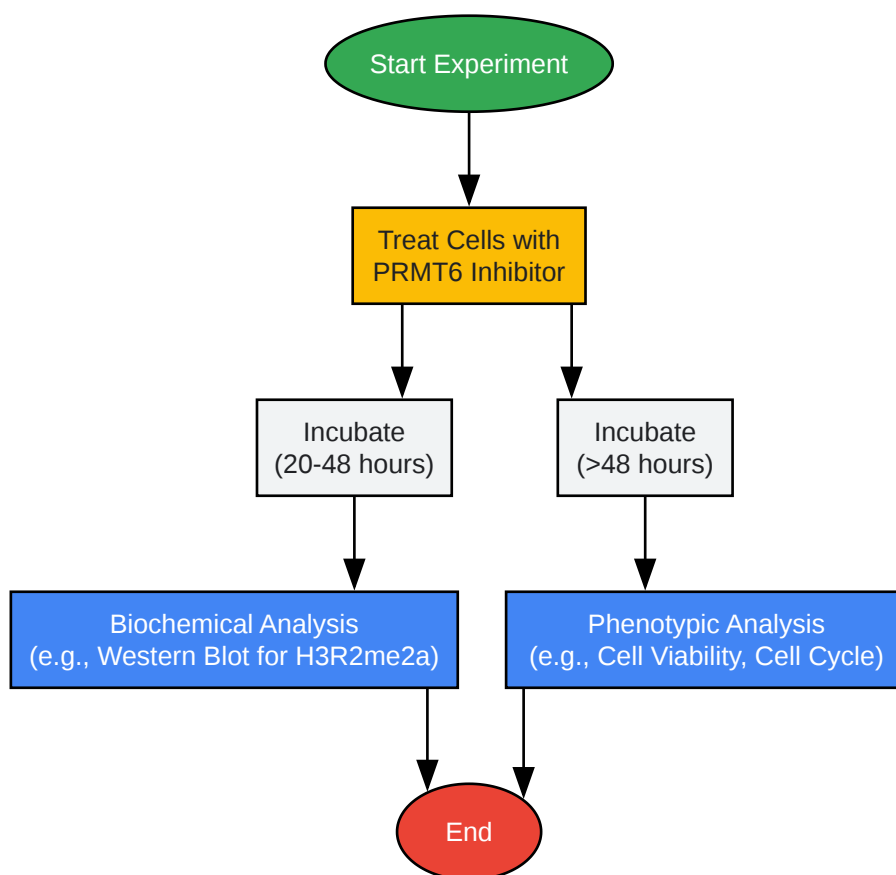 Start Experiment
Treat Cells with
PRMT6 Inhibitor
Incubate
(20-48 hours)
Incubate
(>48 hours)
Biochemical Analysis
(e.g., Western Blot for H3R2me2a)
Phenotypic Analysis
(e.g., Cell Viability, Cell Cycle)
End